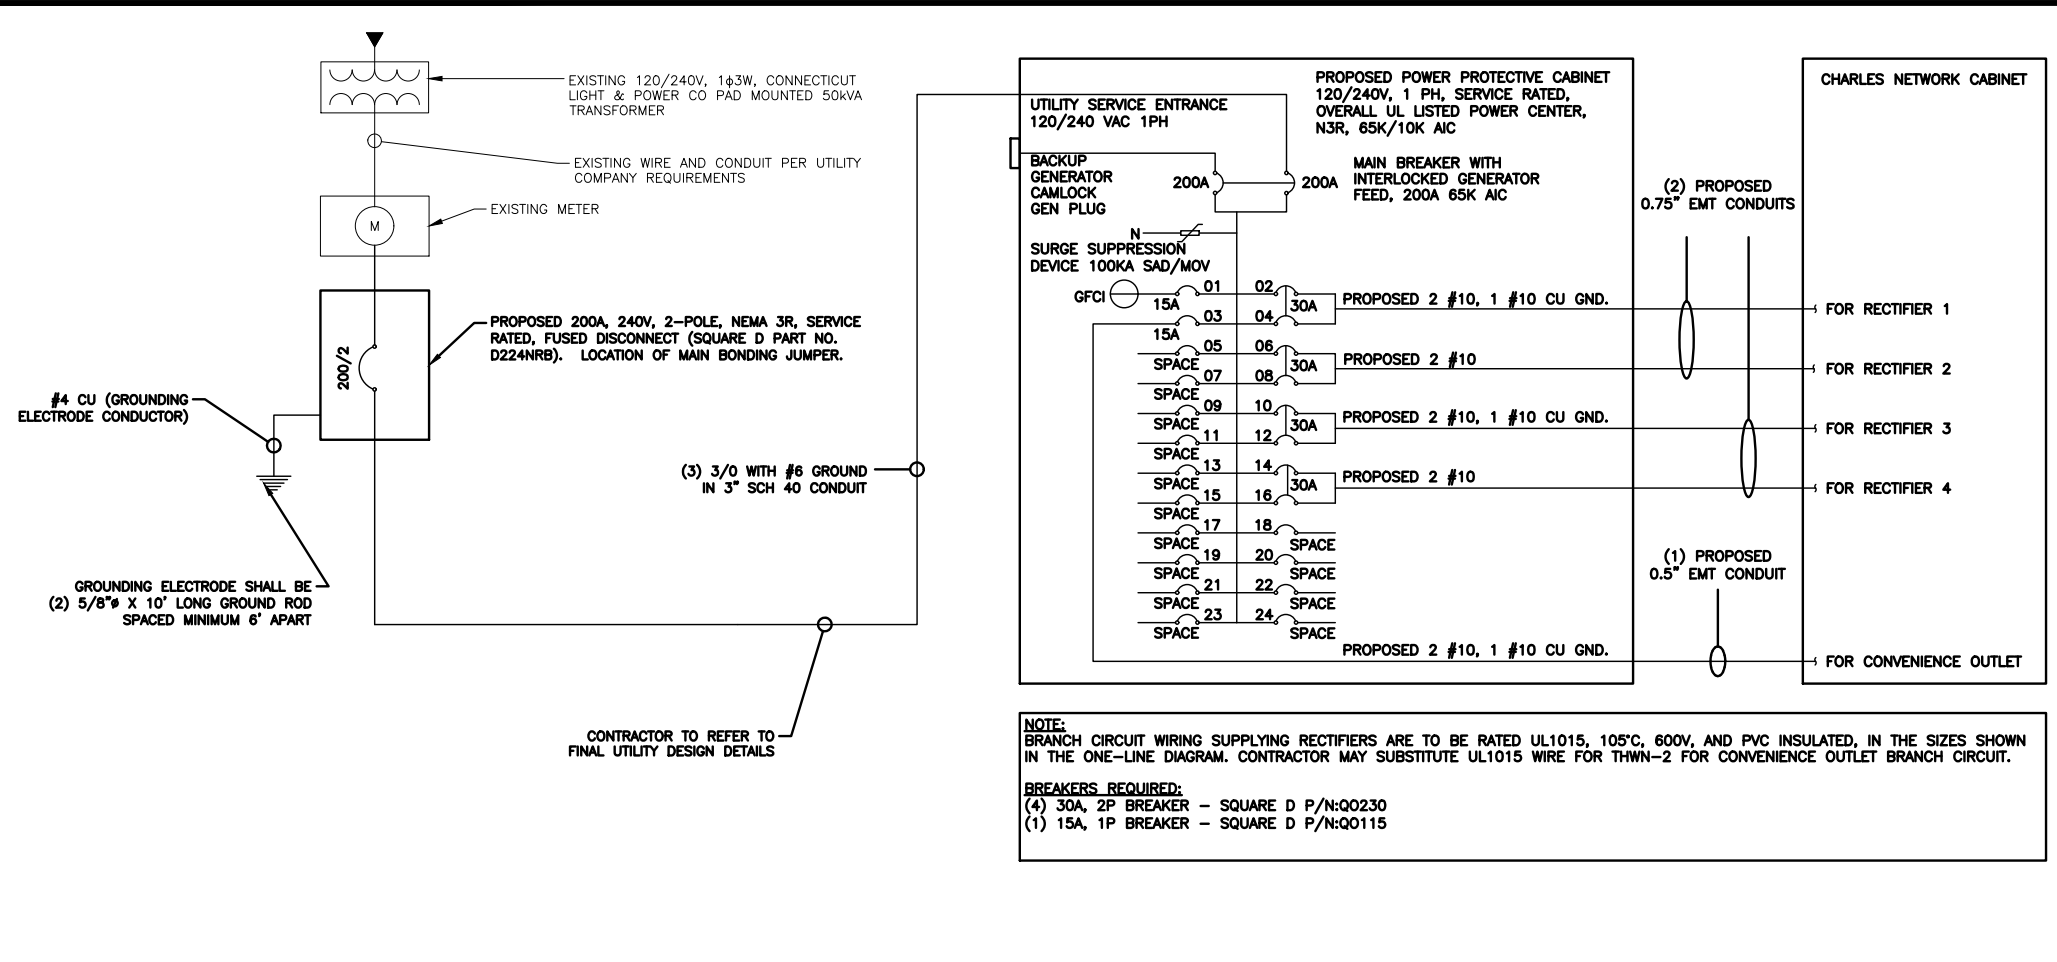 EXISTING 120/240V, 1ϕ3W, CONNECTICUT
LIGHT & POWER CO PAD MOUNTED 50kVA
TRANSFORMER
EXISTING WIRE AND CONDUIT PER UTILITY
COMPANY REQUIREMENTS
EXISTING METER
M
PROPOSED 200A, 240V, 2-POLE, NEMA 3R, SERVICE
RATED, FUSED DISCONNECT (SQUARE D PART NO.
D224NRB). LOCATION OF MAIN BONDING JUMPER.
200/2
#4 CU (GROUNDING
ELECTRODE CONDUCTOR)
GROUNDING ELECTRODE SHALL BE
(2) 5/8"ø X 10' LONG GROUND ROD
SPACED MINIMUM 6' APART
(3) 3/0 WITH #6 GROUND
IN 3" SCH 40 CONDUIT
CONTRACTOR TO REFER TO
FINAL UTILITY DESIGN DETAILS
UTILITY SERVICE ENTRANCE
120/240 VAC 1PH
PROPOSED POWER PROTECTIVE CABINET
120/240V, 1 PH, SERVICE RATED,
OVERALL UL LISTED POWER CENTER,
N3R, 65K/10K AIC
BACKUP
GENERATOR
CAMLOCK
GEN PLUG
200A
200A
MAIN BREAKER WITH
INTERLOCKED GENERATOR
FEED, 200A 65K AIC
N
SURGE SUPPRESSION
DEVICE 100KA SAD/MOV
GFCI
15A
01
02
30A
PROPOSED 2 #10, 1 #10 CU GND.
15A
03
04
SPACE
05
06
30A
PROPOSED 2 #10
SPACE
07
08
SPACE
09
10
30A
PROPOSED 2 #10, 1 #10 CU GND.
SPACE
11
12
SPACE
13
14
30A
PROPOSED 2 #10
SPACE
15
16
SPACE
17
18
SPACE
SPACE
19
20
SPACE
SPACE
21
22
SPACE
SPACE
23
24
SPACE
PROPOSED 2 #10, 1 #10 CU GND.
(2) PROPOSED
0.75" EMT CONDUITS
(1) PROPOSED
0.5" EMT CONDUIT
CHARLES NETWORK CABINET
FOR RECTIFIER 1
FOR RECTIFIER 2
FOR RECTIFIER 3
FOR RECTIFIER 4
FOR CONVENIENCE OUTLET
NOTE:
BRANCH CIRCUIT WIRING SUPPLYING RECTIFIERS ARE TO BE RATED UL1015, 105°C, 600V, AND PVC INSULATED, IN THE SIZES SHOWN
IN THE ONE-LINE DIAGRAM. CONTRACTOR MAY SUBSTITUTE UL1015 WIRE FOR THWN-2 FOR CONVENIENCE OUTLET BRANCH CIRCUIT.
BREAKERS REQUIRED:
(4) 30A, 2P BREAKER - SQUARE D P/N:QO230
(1) 15A, 1P BREAKER - SQUARE D P/N:QO115